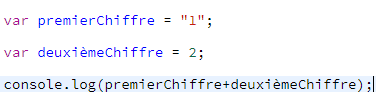 var premierChiffre = "1";
var deuxièmeChiffre = 2;
console.log(premierChiffre+deuxièmeChiffre);